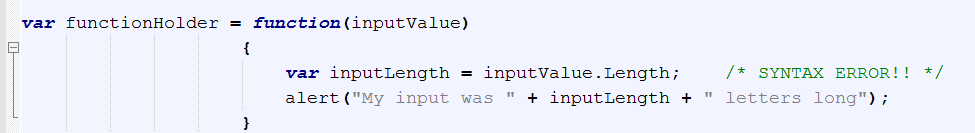 var functionHolder = function(inputValue)
{
var inputLength = inputValue.Length; /* SYNTAX ERROR!! */
alert("My input was " + inputLength + " letters long");
}